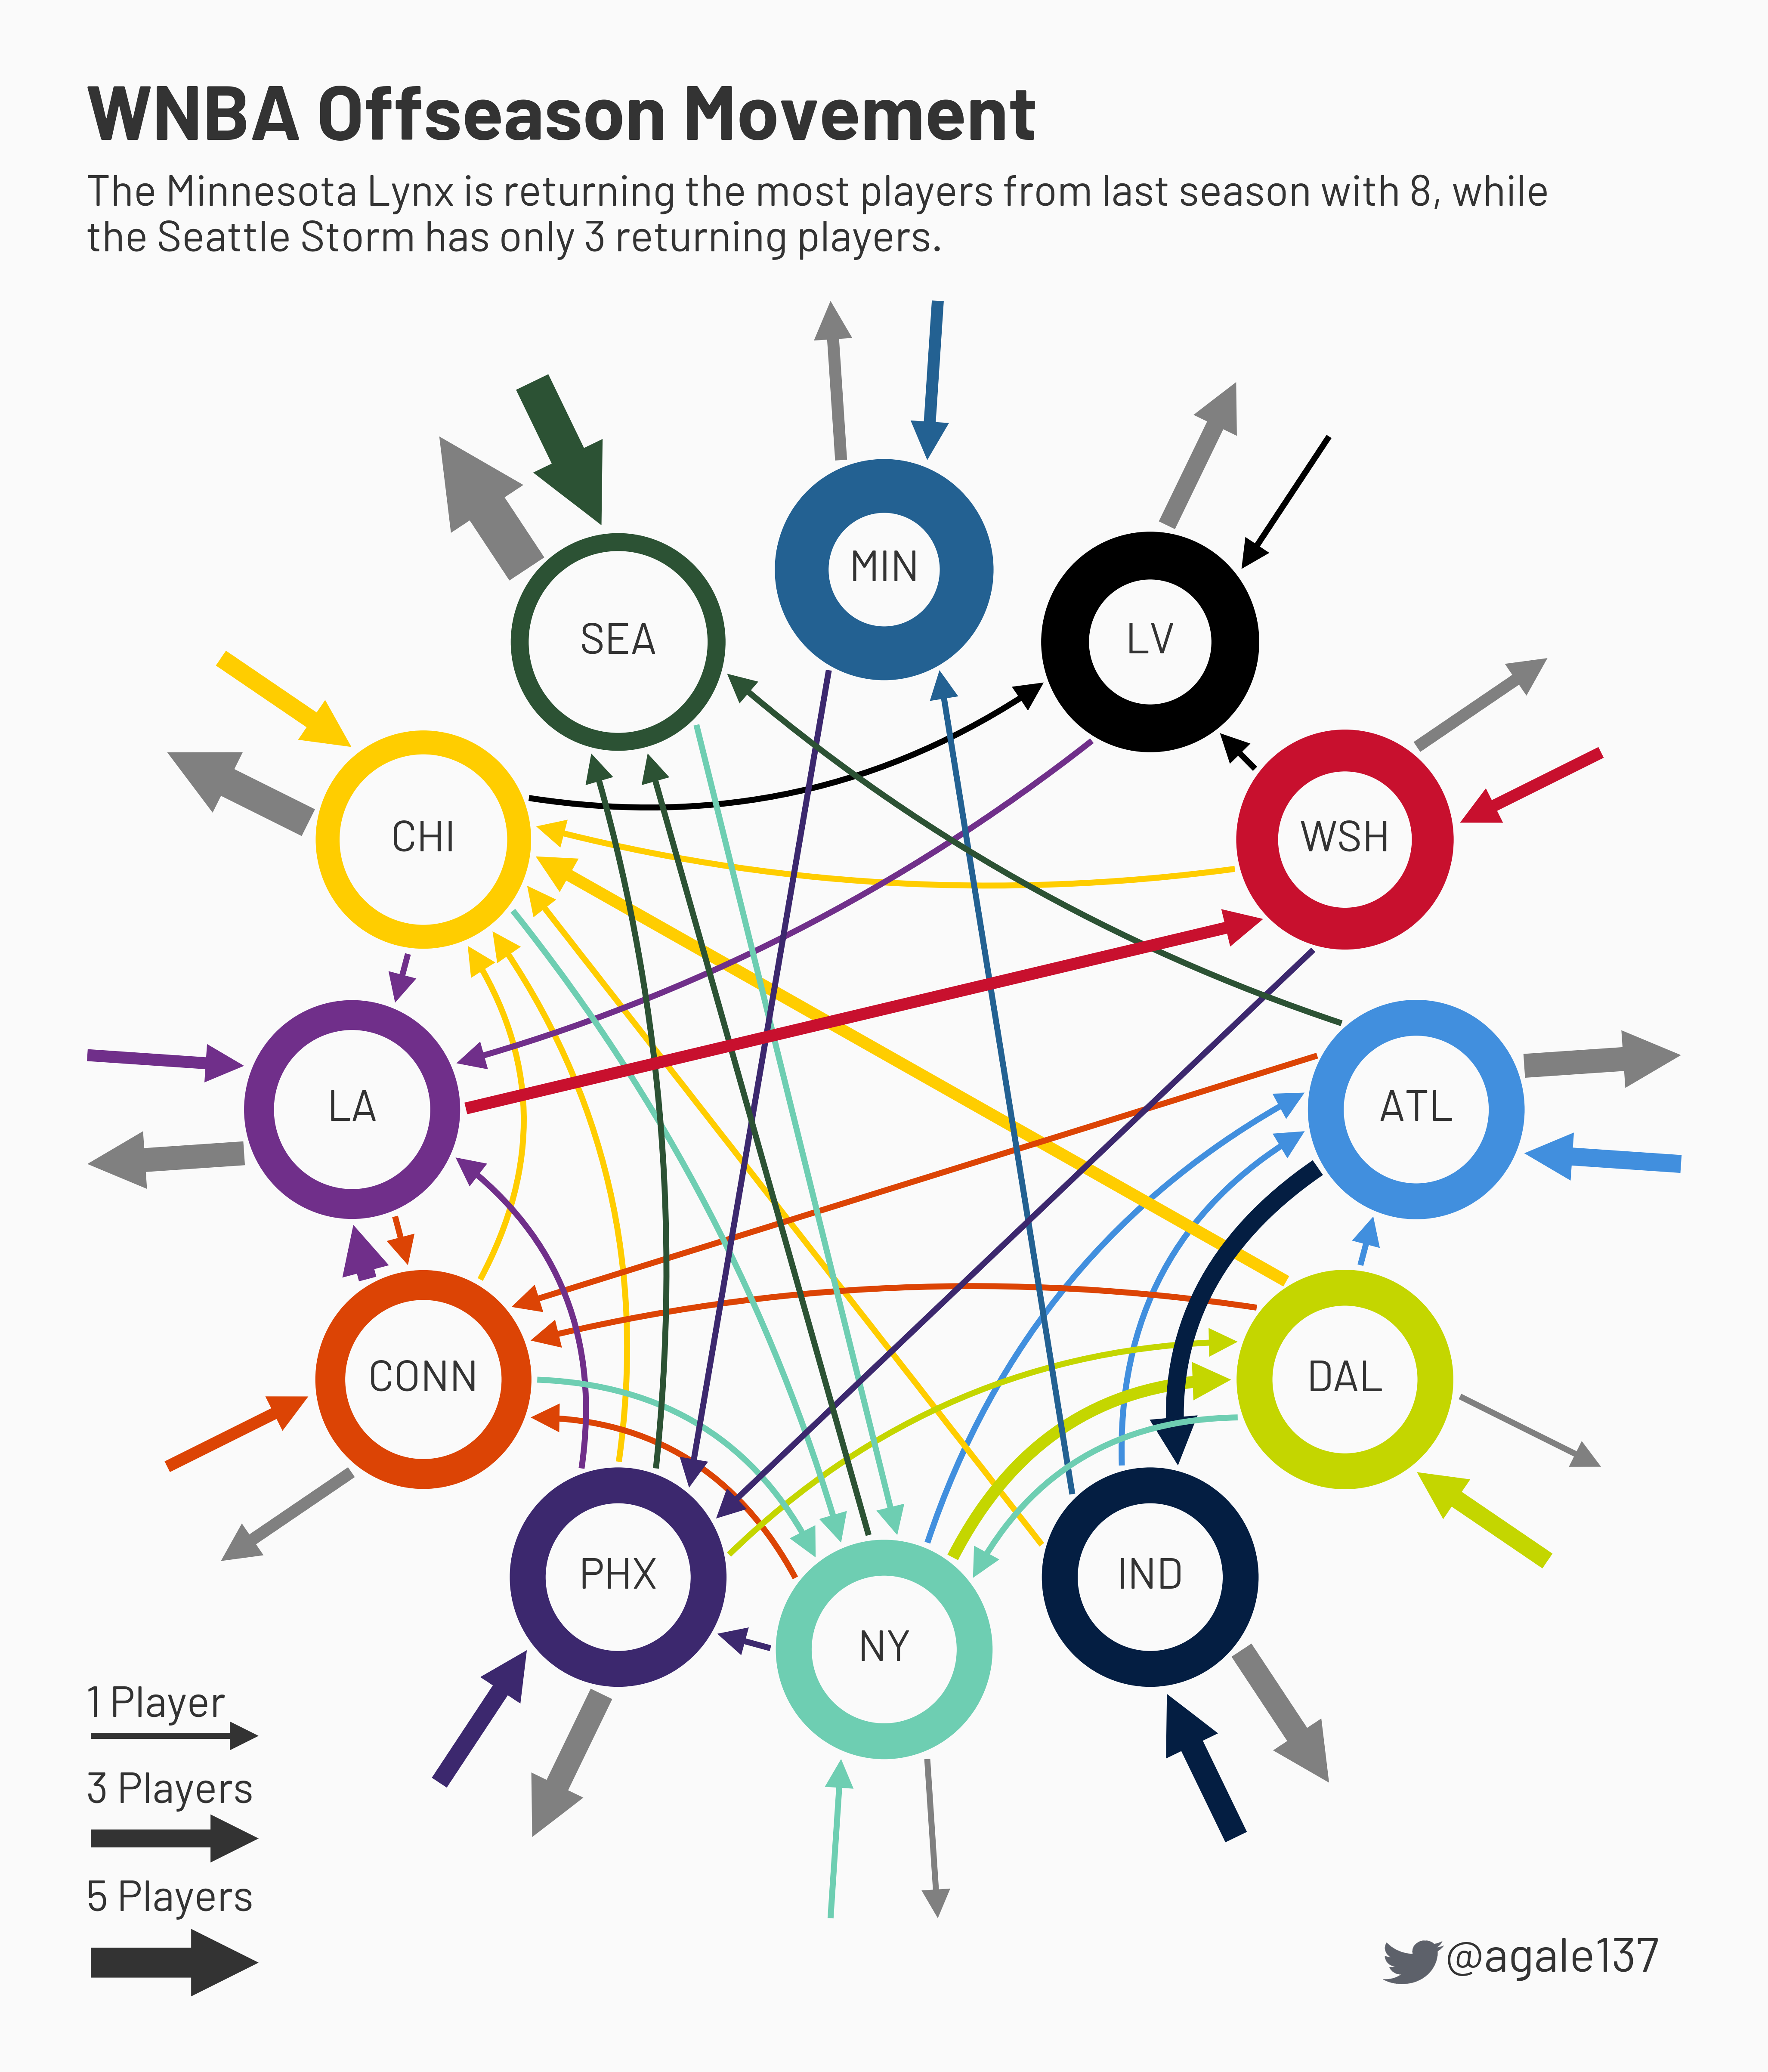 WNBA Offseason Movement
The Minnesota Lynx is returning the most players from last season with 8, while
the Seattle Storm has only 3 returning players.
MIN
SEA
LV
CHI
WSH
LA
ATL
CONN
DAL
PHX
IND
NY
1 Player
3 Players
5 Players
@agale137